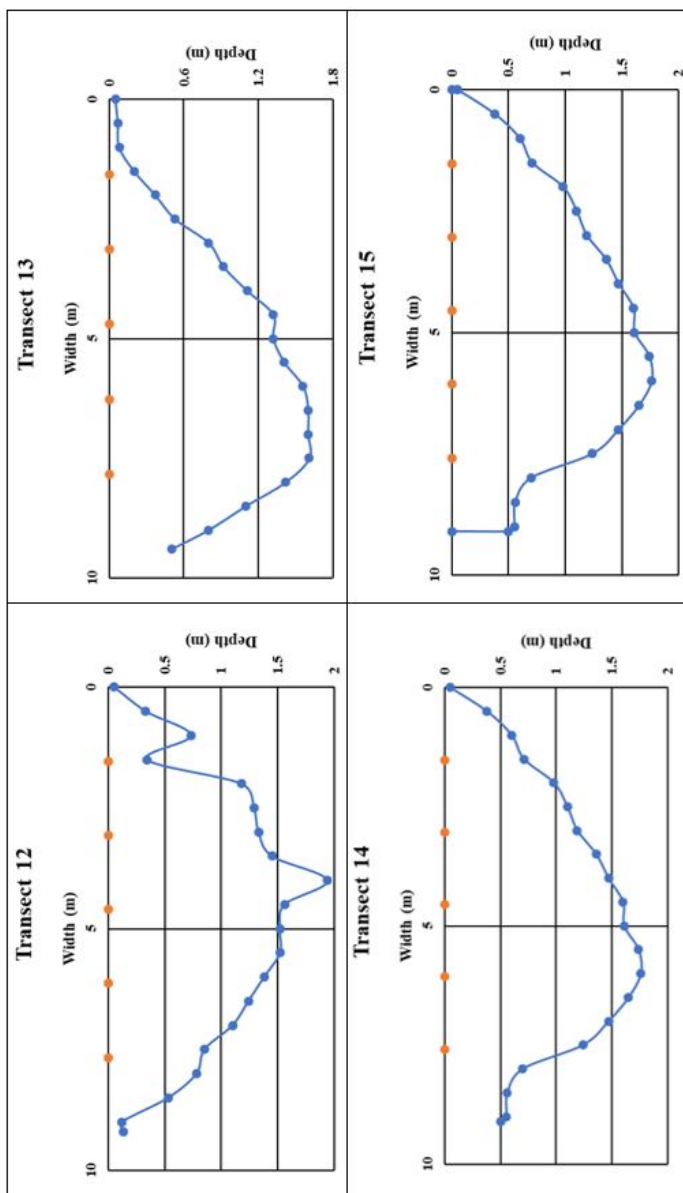 Transect 12
Width (m)
10 5 0
0
0.5
1
1.5
2
Depth (m)
Transect 13
Width (m)
10 5 0
0
0.6
1.2
1.8
Depth (m)
Transect 14
Width (m)
10 5 0
0
0.5
1
1.5
2
Depth (m)
Transect 15
Width (m)
10 5 0
0
0.5
1
1.5
2
Depth (m)